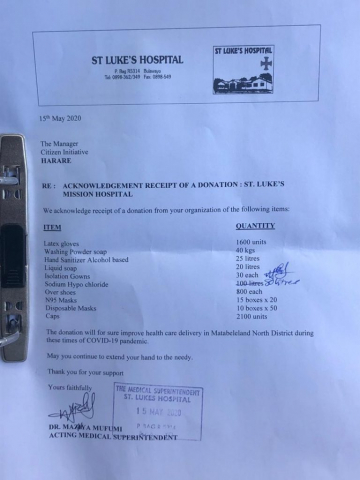 ST LUKE'S HOSPITAL
ST LUKE'S HOSPITAL
P. Bag Bulawayo
15th May 2020
The Manager
Citizen Initiative
HARARE
RE : ACKNOWLEDGEMENT RECEIPT OF A DONATION : ST. LUKE'S
MISSION HOSPITAL
We acknowledge receipt of a donation from your organization of the following items:
ITEM QUANTITY
Latex gloves 1600 units
Washing Powder soap 40 kgs
Hand Sanitizer Alcohol based 25 litres
Liquid soap 20 litres
Isolation Gowns 30 each
Sodium Hypo chloride 200 litres 20 litres
Over shoes 800 each
N95 Masks 15 boxes x 20
Disposable Masks 10 boxes x 50
Caps 2100 units
The donation will for sure improve health care delivery in Matabeleland North District during
these times of COVID-19 pandemic.
May you continue to extend your hand to the needy.
Thank you for your support
Yours faithfully
THE MEDICAL SUPERINTENDENT
ST. LUKES HOSPITAL
15 MAY
DR. MUFUMI
ACTING MEDICAL SUPERINTENDENT